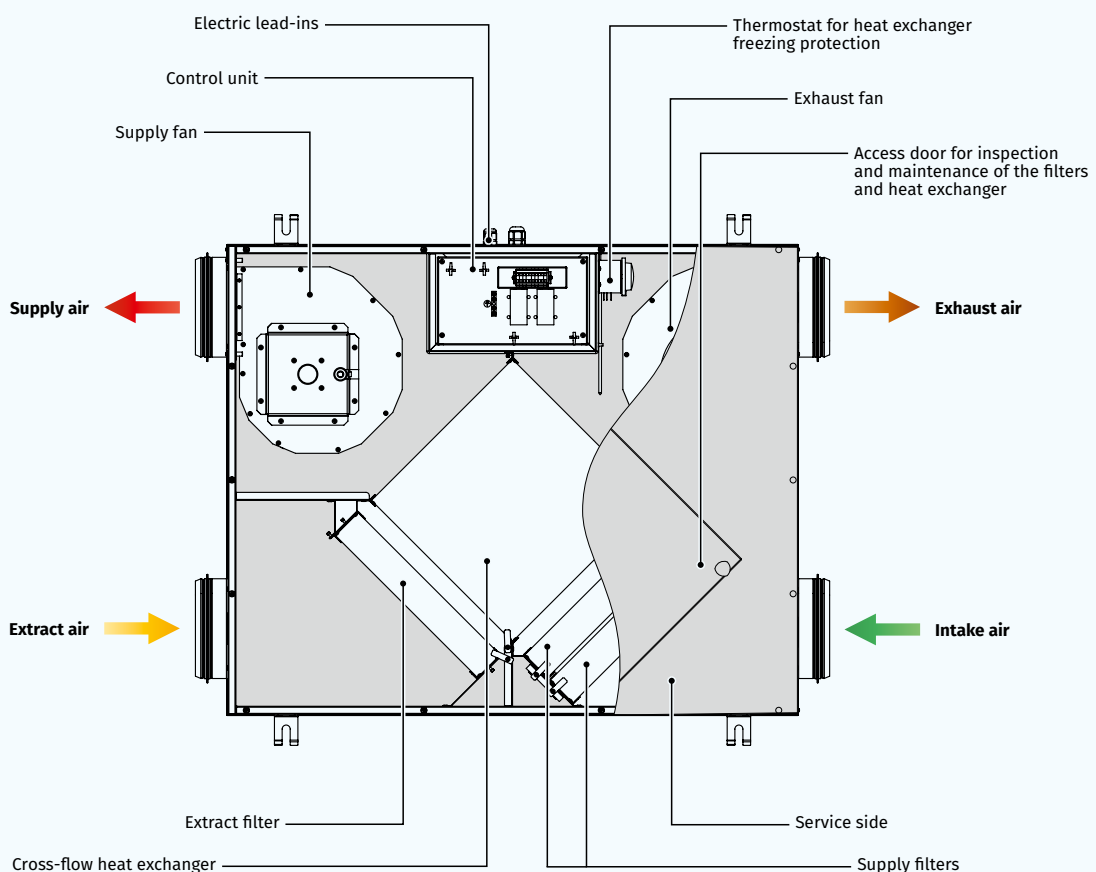 Electric lead-ins
Thermostat for heat exchanger
freezing protection
Control unit
Exhaust fan
Supply fan
Access door for inspection
and maintenance of the filters
and heat exchanger
Supply air
Exhaust air
Extract air
Intake air
Extract filter
Service side
Cross-flow heat exchanger
Supply filters